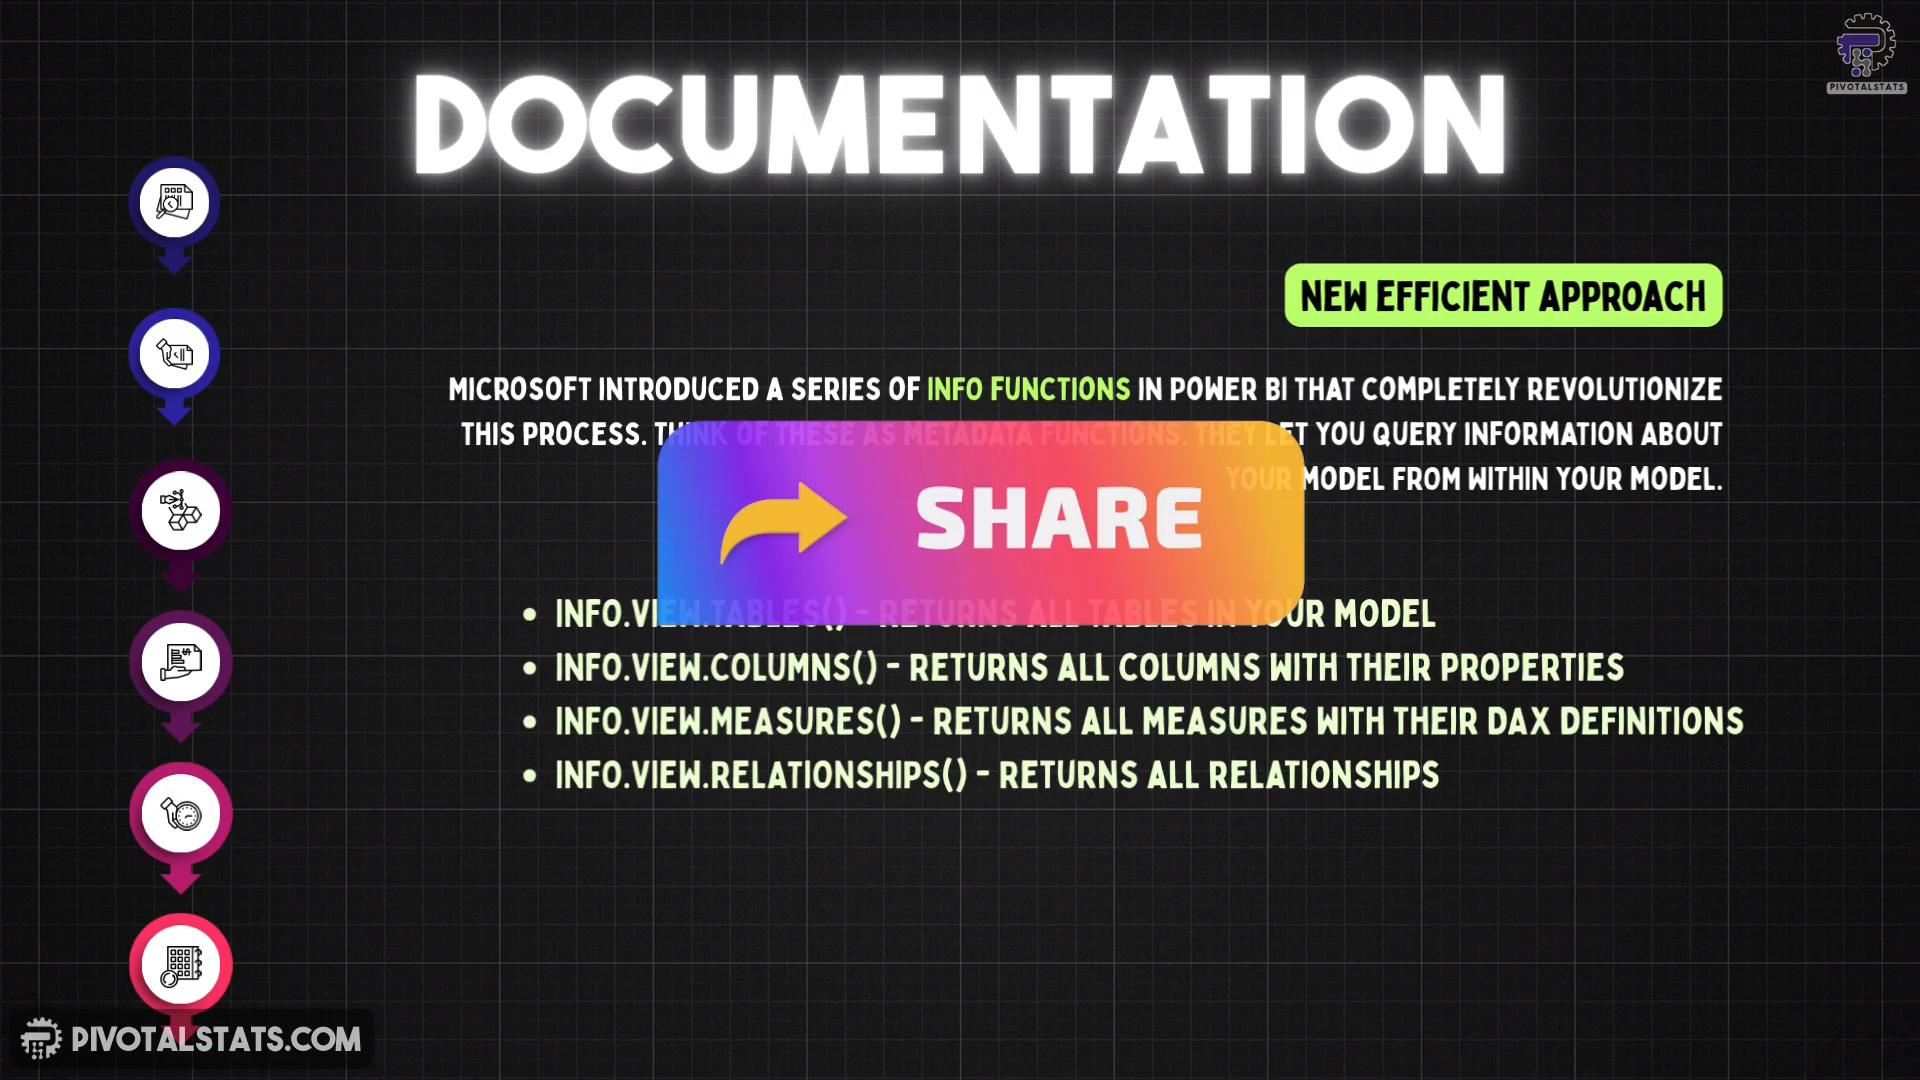 PIVOTALSTATS
DOCUMENTATION
NEW EFFICIENT APPROACH
MICROSOFT INTRODUCED A SERIES OF INFO FUNCTIONS IN POWER BI THAT COMPLETELY REVOLUTIONIZE
THIS PROCESS. THINK OF THESE AS METADATA FUNCTIONS. THEY LET YOU QUERY INFORMATION ABOUT
YOUR MODEL FROM WITHIN YOUR MODEL.
SHARE
INFO.VIEW.TABLES() - RETURNS ALL TABLES IN YOUR MODEL
INFO.VIEW.COLUMNS() - RETURNS ALL COLUMNS WITH THEIR PROPERTIES
INFO.VIEW.MEASURES() - RETURNS ALL MEASURES WITH THEIR DAX DEFINITIONS
INFO.VIEW.RELATIONSHIPS() - RETURNS ALL RELATIONSHIPS
PIVOTALSTATS.COM